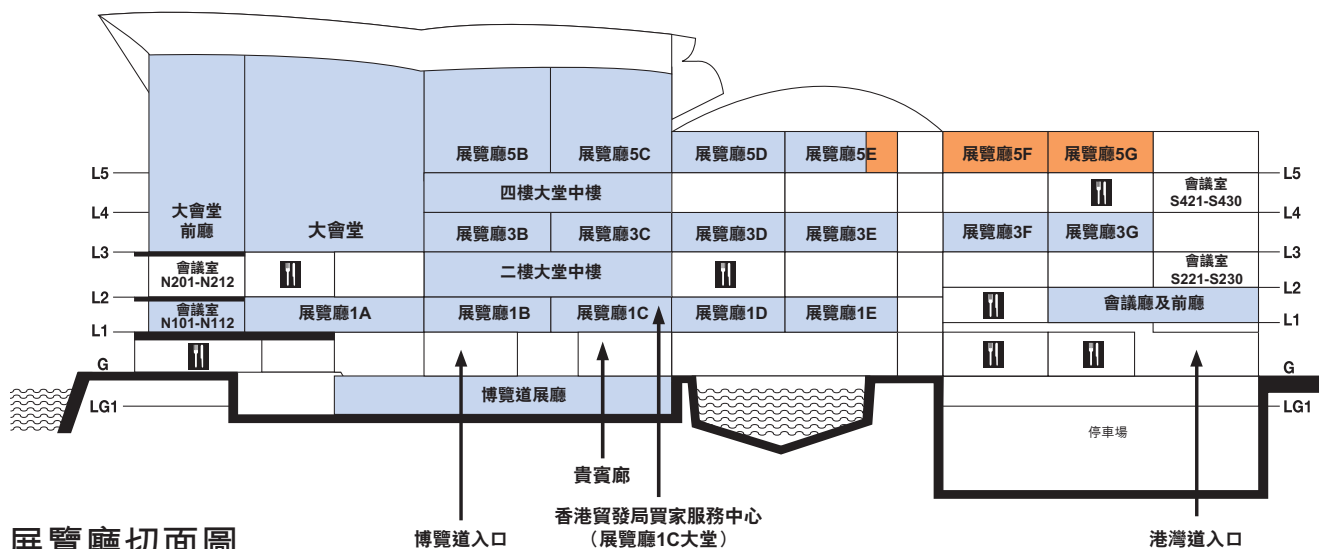 展覽廳5B
展覽廳5C
展覽廳5D
展覽廳5E
展覽廳5F
展覽廳5G
L5
L5
四樓大堂中樓
會議室
S421-S430
大會堂
前廳
L4
L4
大會堂
展覽廳3B
展覽廳3C
展覽廳3D
展覽廳3E
展覽廳3F
展覽廳3G
L3
L3
會議室
N201-N212
二樓大堂中樓
會議室
S221-S230
L2
L2
會議室
N101-N112
展覽廳1A
展覽廳1B
展覽廳1C
展覽廳1D
展覽廳1E
會議廳及前廳
L1
L1
G
G
博覽道展廳
LG1
LG1
停車場
貴賓廊
香港貿發局買家服務中心
(展覽廳1C大堂)
博覽道入口
港灣道入口
展覽廳切面圖